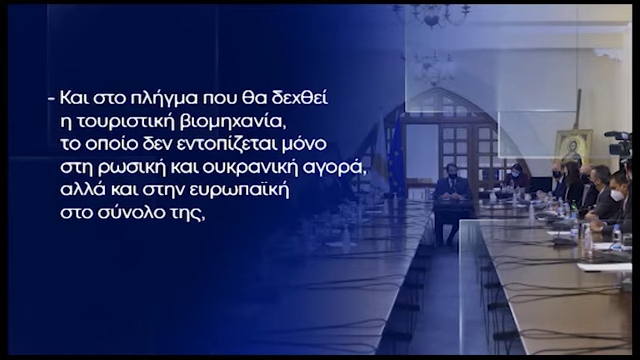 - Και στο πλήγμα που θα δεχθεί
η τουριστική βιομηχανία,
το οποίο δεν εντοπίζεται μόνο
στη ρωσική και ουκρανική αγορά,
αλλά και στην ευρωπαϊκή
στο σύνολο της,